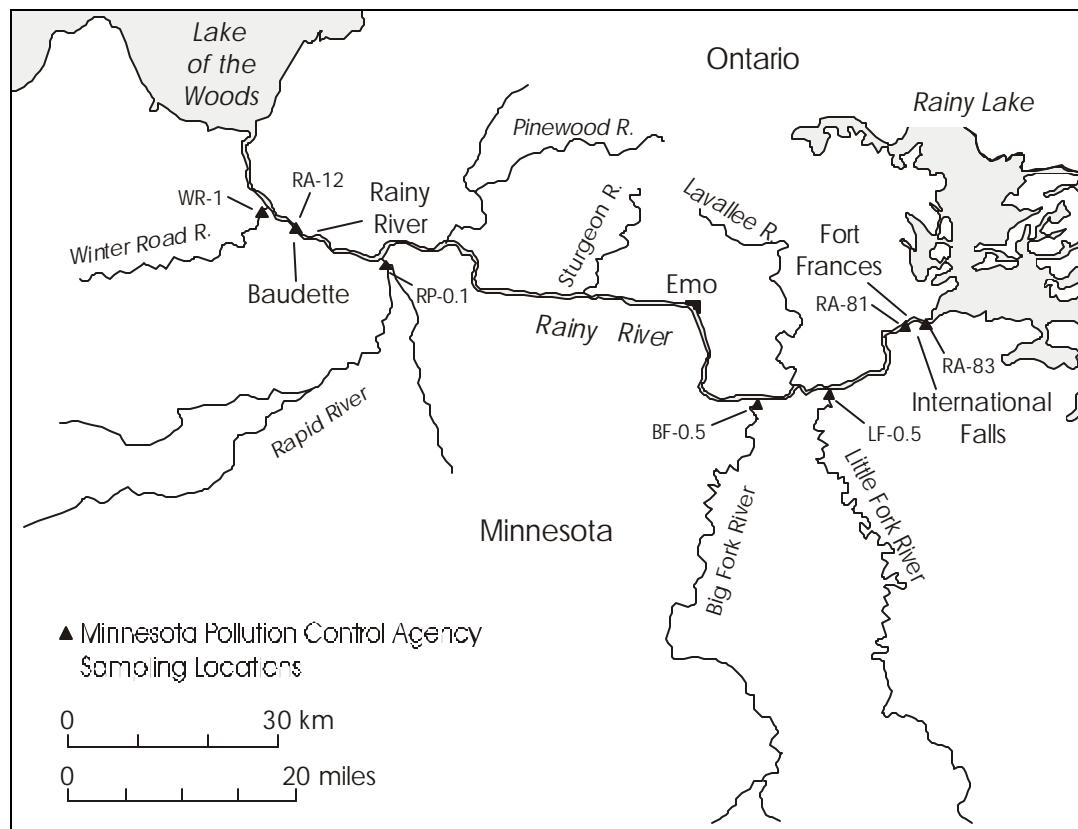 Lake
of the
Woods
Ontario
Rainy Lake
Pinewood R.
RA-12
WR-1
Rainy
River
Sturgeon R.
Lavallee R.
Winter Road R.
Fort
Frances
Baudette
RP-0.1
Emo
RA-81
Rainy River
RA-83
International
Falls
BF-0.5
LF-0.5
Rapid River
Minnesota
Big Fork River
Little Fork River
Minnesota Pollution Control Agency
Sampling Locations
0 30 km
0 20 miles